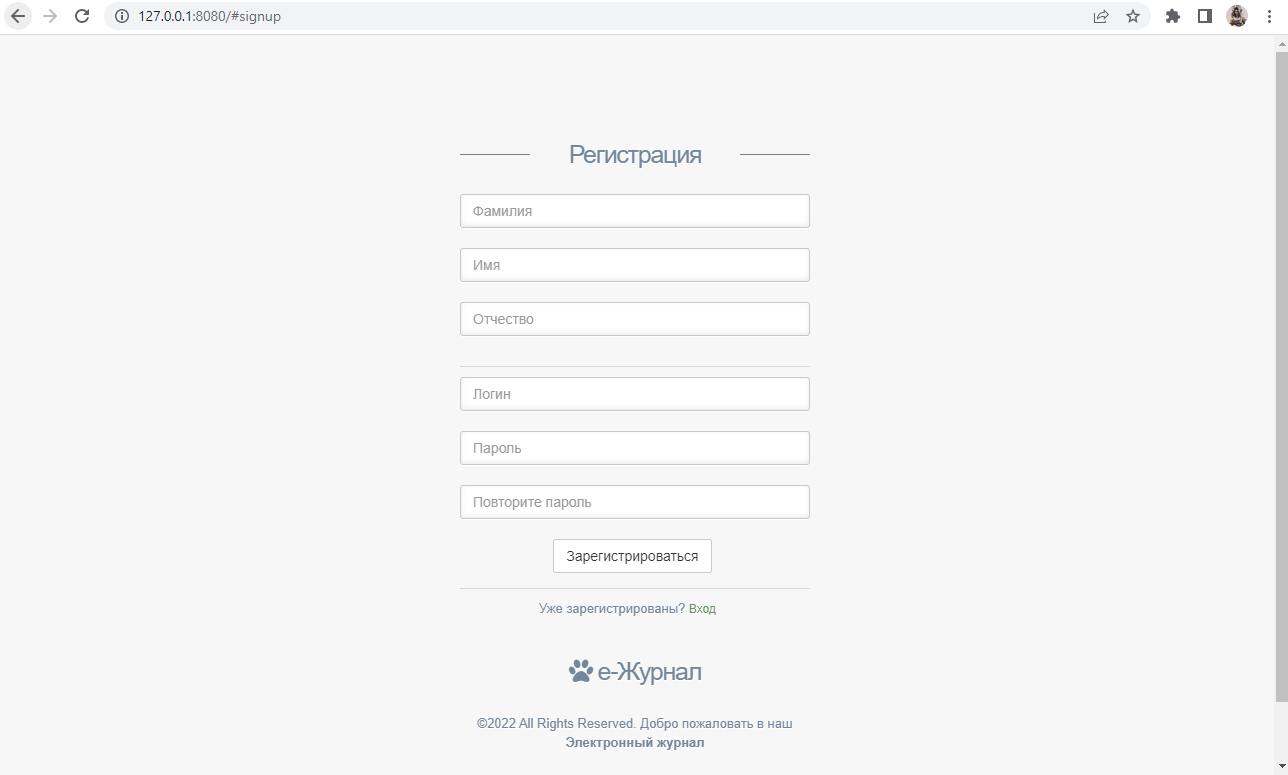 127.0.0.1:8080/#signup
Регистрация
Фамилия
Имя
Отчество
Логин
Пароль
Повторите пароль
Зарегистрироваться
Уже зарегистрированы? Вход
е-Журнал
©2022 All Rights Reserved. Добро пожаловать в наш
Электронный журнал